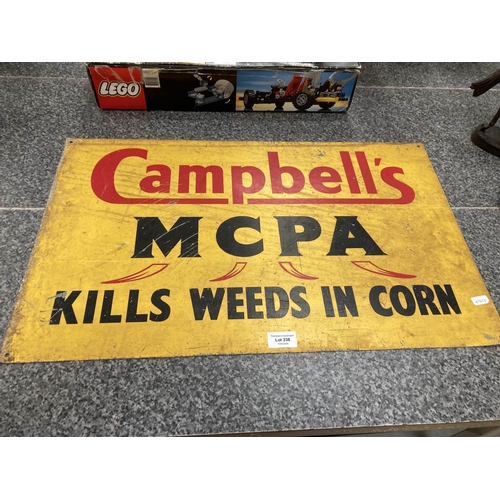 LEGO
Campbell's
MCPA
KILLS WEEDS IN CORN
Lot 238